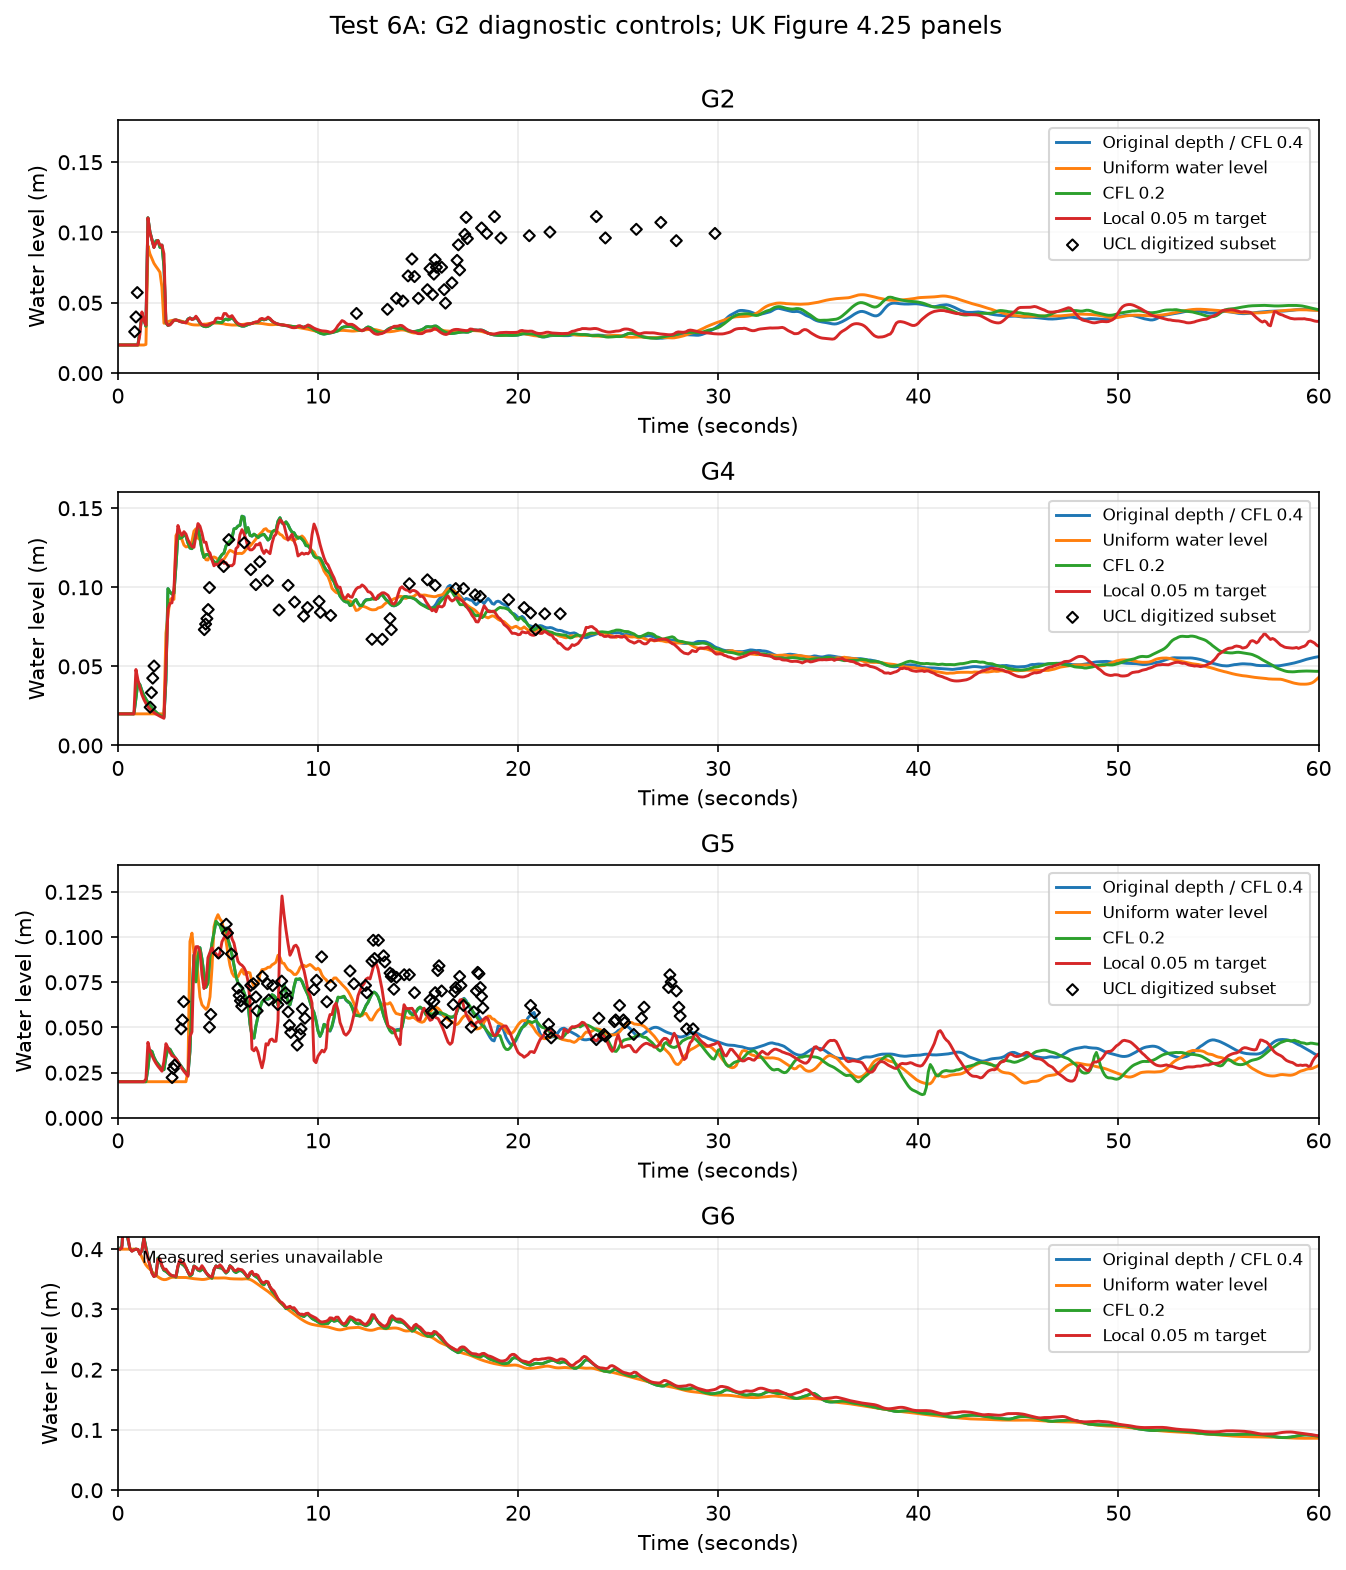 Test 6A: G2 diagnostic controls; UK Figure 4.25 panels
G2
Water level (m)
0.15
0.10
0.05
0.00
Original depth / CFL 0.4
Uniform water level
CFL 0.2
Local 0.05 m target
UCL digitized subset
0 10 20 30 40 50 60
Time (seconds)
G4
Water level (m)
0.15
0.10
0.05
0.00
Original depth / CFL 0.4
Uniform water level
CFL 0.2
Local 0.05 m target
UCL digitized subset
0 10 20 30 40 50 60
Time (seconds)
G5
Water level (m)
0.125
0.100
0.075
0.050
0.025
0.000
Original depth / CFL 0.4
Uniform water level
CFL 0.2
Local 0.05 m target
UCL digitized subset
0 10 20 30 40 50 60
Time (seconds)
G6
Water level (m)
0.4
0.3
0.2
0.1
0.0
Measured series unavailable
Original depth / CFL 0.4
Uniform water level
CFL 0.2
Local 0.05 m target
0 10 20 30 40 50 60
Time (seconds)